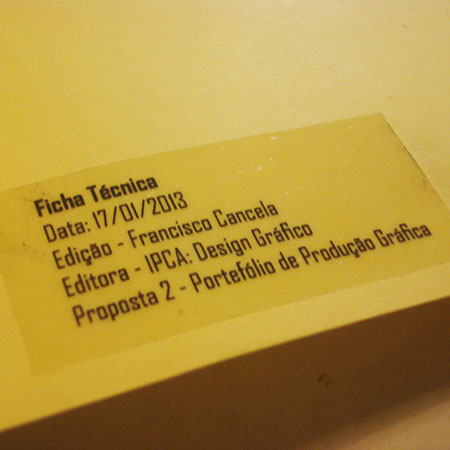 Ficha Técnica
Data: 17/01/2013
Edição - Francisco Cancela
Editora - IPCA: Design Gráfico
Proposta 2 - Portefólio de Produção Gráfica